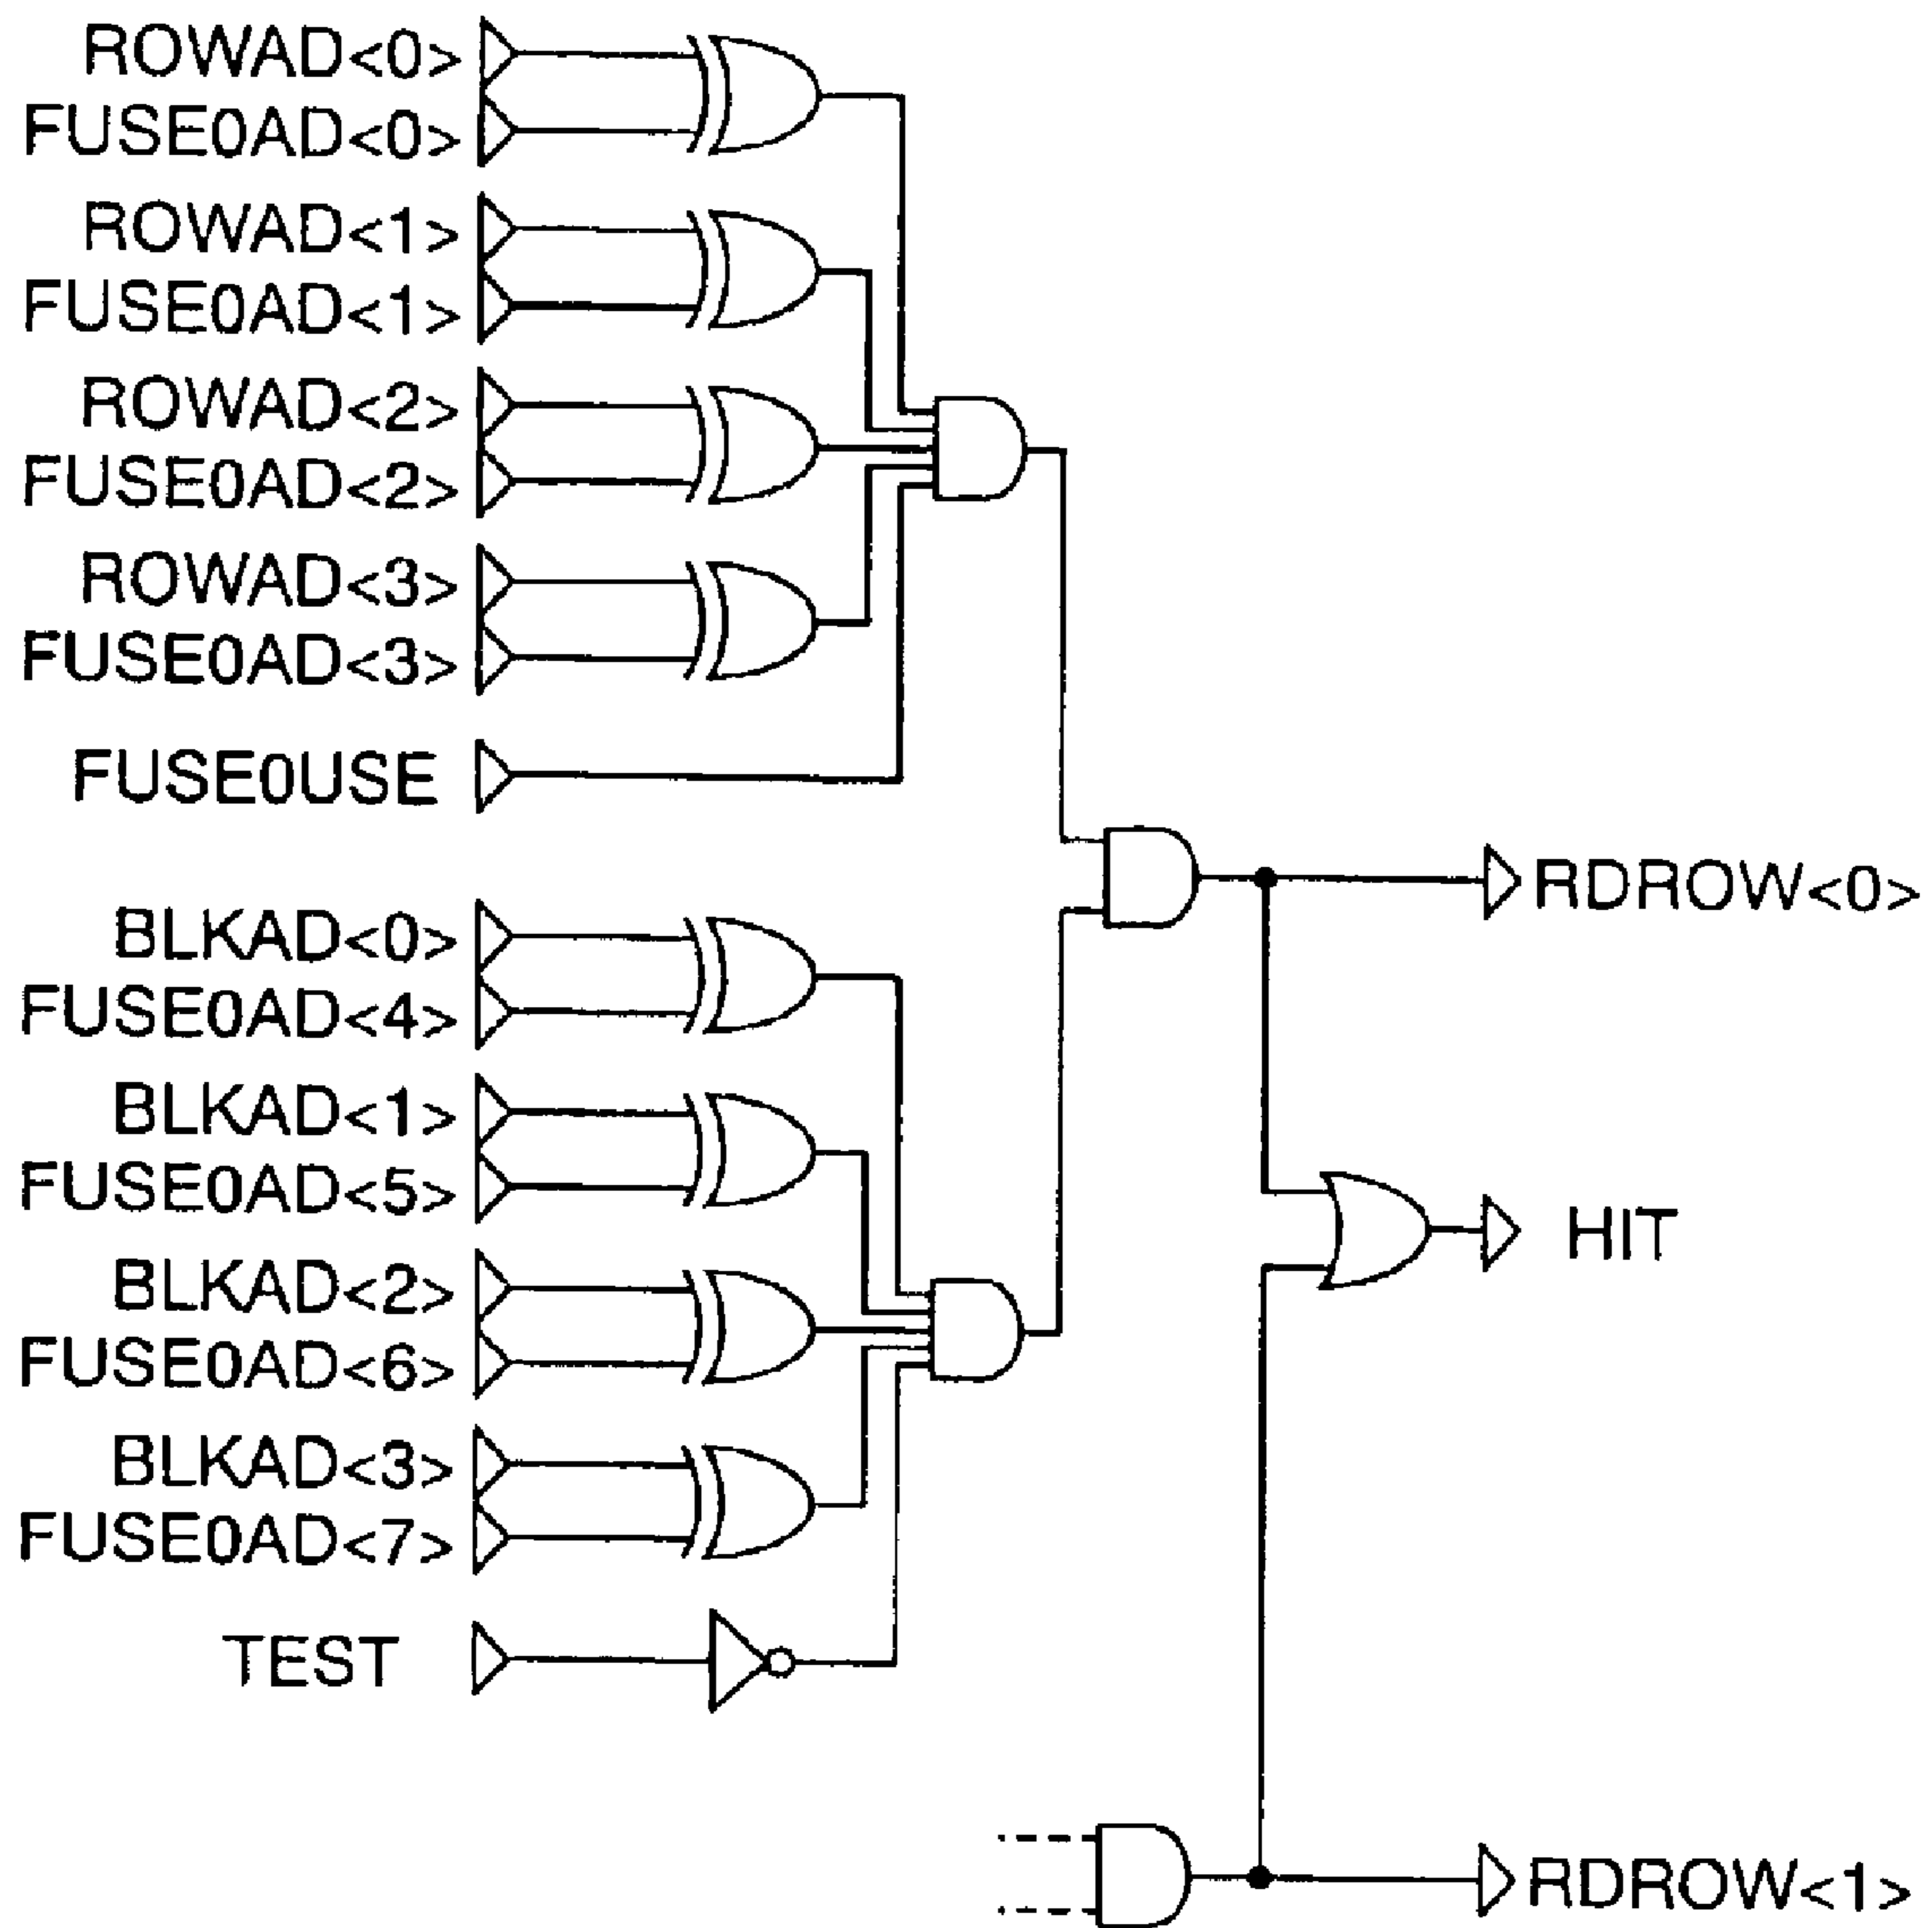 ROWAD<0>
FUSE0AD<0>
ROWAD<1>
FUSE0AD<1>
ROWAD<2>
FUSE0AD<2>
ROWAD<3>
FUSE0AD<3>
FUSE0USE
RDROW<0>
BLKAD<0>
FUSE0AD<4>
BLKAD<1>
FUSE0AD<5>
HIT
BLKAD<2>
FUSE0AD<6>
BLKAD<3>
FUSE0AD<7>
TEST
RDROW<1>